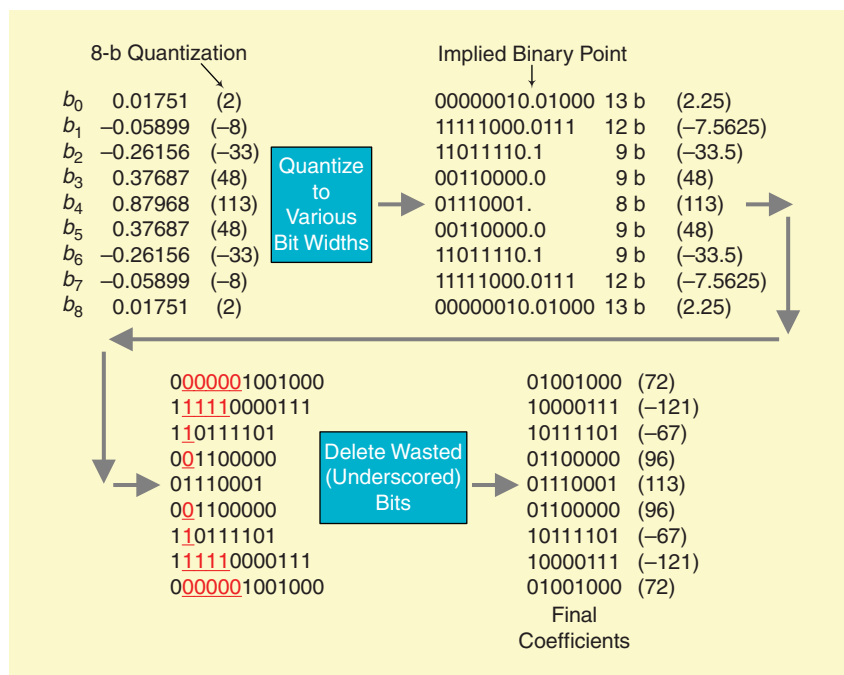 8-b Quantization
Implied Binary Point
b0 0.01751 (2)
b1 –0.05899 (–8)
b2 –0.26156 (–33)
b3 0.37687 (48)
b4 0.87968 (113)
b5 0.37687 (48)
b6 –0.26156 (–33)
b7 –0.05899 (–8)
b8 0.01751 (2)
Quantize
to
Various
Bit Widths
00000010.01000 13 b (2.25)
11111000.0111 12 b (–7.5625)
11011110.1 9 b (–33.5)
00110000.0 9 b (48)
01110001. 8 b (113)
00110000.0 9 b (48)
11011110.1 9 b (–33.5)
11111000.0111 12 b (–7.5625)
00000010.01000 13 b (2.25)
0000001001000
111110000111
110111101
001100000
01110001
001100000
110111101
111110000111
0000001001000
Delete Wasted
(Underscored)
Bits
01001000 (72)
10000111 (–121)
10111101 (–67)
01100000 (96)
01110001 (113)
01100000 (96)
10111101 (–67)
10000111 (–121)
01001000 (72)
Final
Coefficients